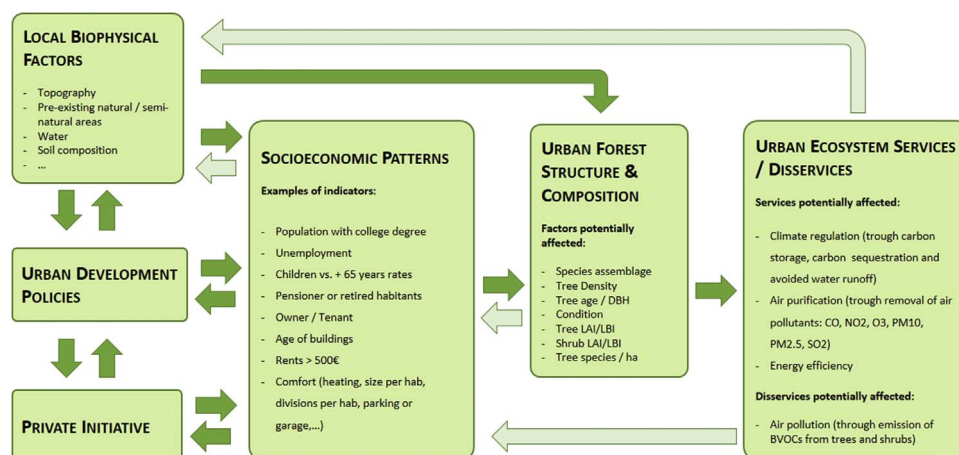 LOCAL BIOPHYSICAL
FACTORS
- Topography
- Pre-existing natural / semi-
natural areas
- Water
- Soil composition
- ...
URBAN DEVELOPMENT
POLICIES
PRIVATE INITIATIVE
SOCIOECONOMIC PATTERNS
Examples of indicators:
- Population with college degree
- Unemployment
- Children vs. + 65 years rates
- Pensioner or retired habitants
- Owner / Tenant
- Age of buildings
- Rents > 500€
- Comfort (heating, size per hab,
divisions per hab, parking or
garage,...)
URBAN FOREST
STRUCTURE &
COMPOSITION
Factors potentially
affected:
- Species assemblage
- Tree Density
- Tree age / DBH
- Condition
- Tree LAI/LBI
- Shrub LAI/LBI
- Tree species / ha
URBAN ECOSYSTEM SERVICES
/ DISSERVICES
Services potentially affected:
- Climate regulation (trough carbon
storage, carbon sequestration and
avoided water runoff)
- Air purification (trough removal of air
pollutants: CO, NO2, O3, PM10,
PM2.5, SO2)
- Energy efficiency
Disservices potentially affected:
- Air pollution (through emission of
BVOCs from trees and shrubs)